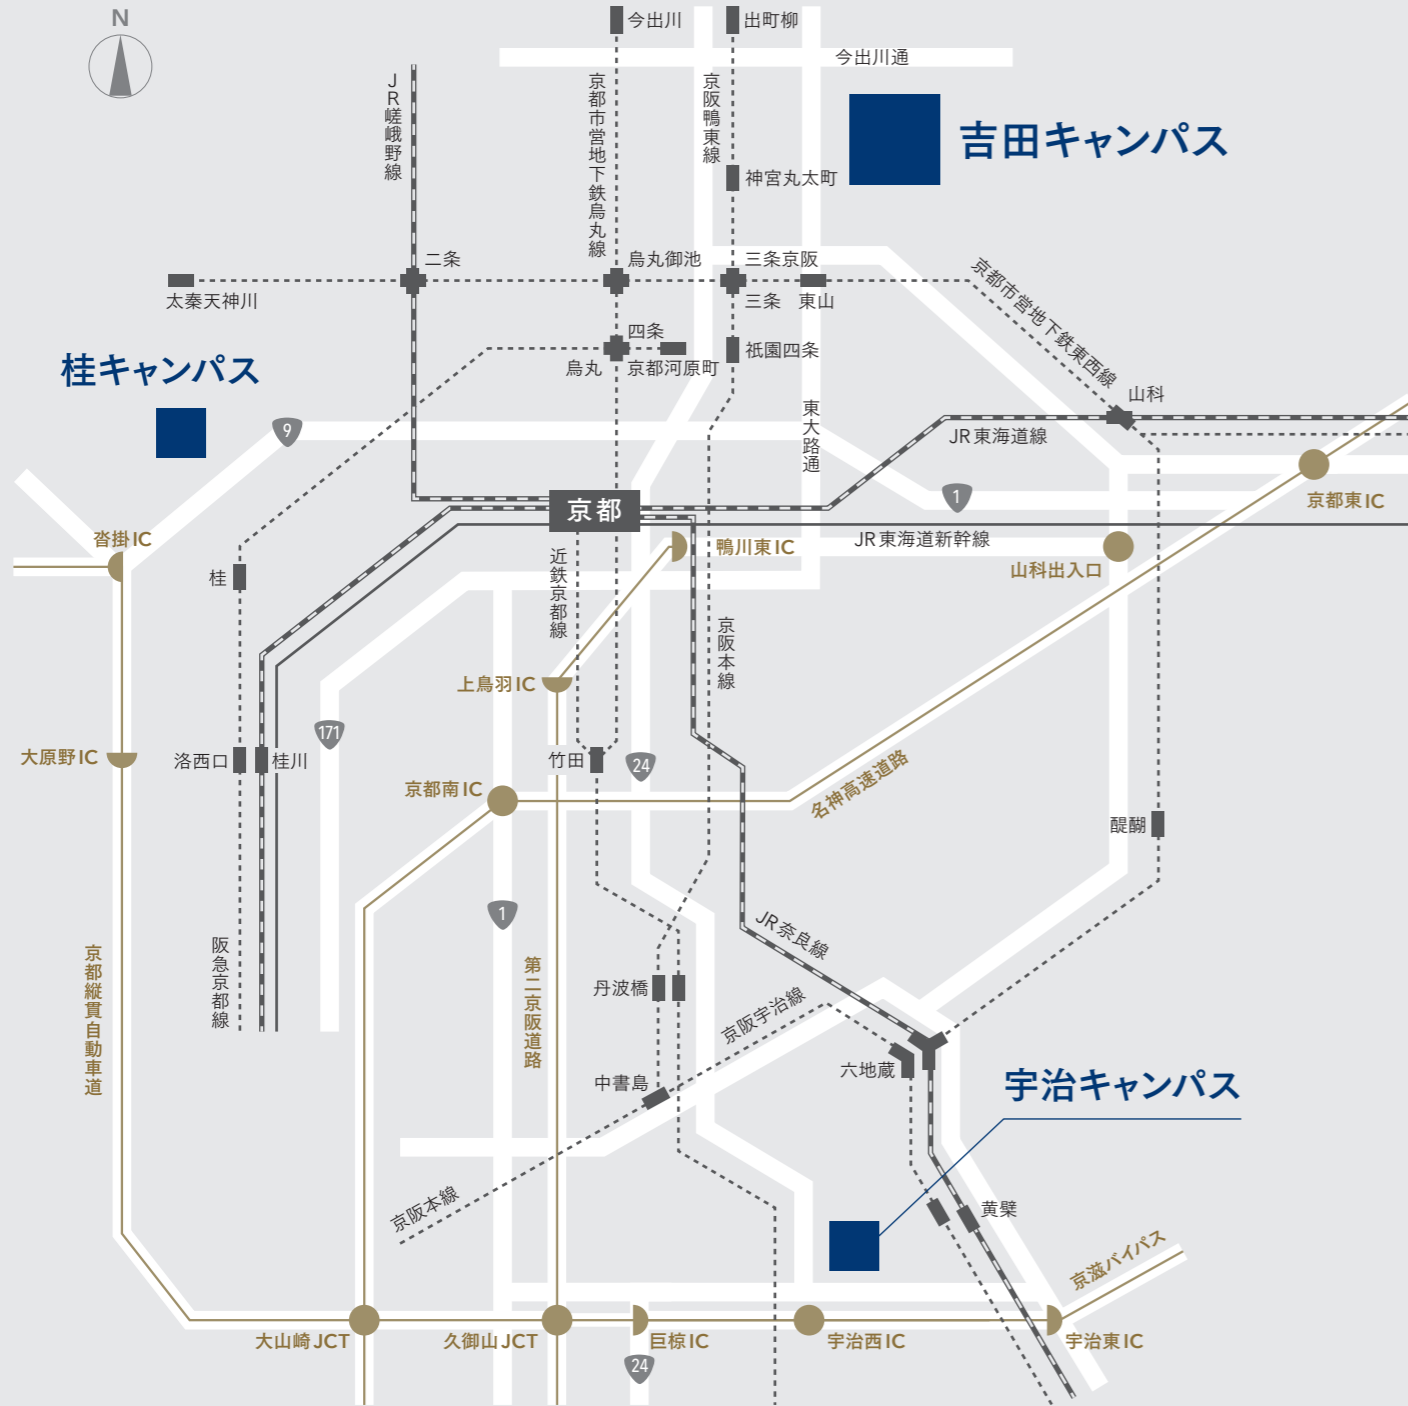 N
今出川
出町柳
今出川通
JR嵯峨野線
京都市営地下鉄烏丸線
京阪鴨東線
吉田キャンパス
神宮丸太町
二条
烏丸御池
三条京阪
太秦天神川
三条
東山
京都市営地下鉄東西線
四条
烏丸
京都河原町
祇園四条
桂キャンパス
山科
東大路通
9
JR東海道線
1
京都東IC
京都
沓掛IC
鴨川東IC
JR東海道新幹線
山科出入口
桂
近鉄京都線
京阪本線
上鳥羽IC
171
大原野IC
洛西口
桂川
竹田
24
京都南IC
名神高速道路
醍醐
1
JR奈良線
京都縦貫自動車道
阪急京都線
第二京阪道路
丹波橋
京阪宇治線
中書島
六地蔵
宇治キャンパス
京阪本線
黄檗
京滋バイパス
大山崎JCT
久御山JCT
巨椋IC
宇治西IC
宇治東IC
24